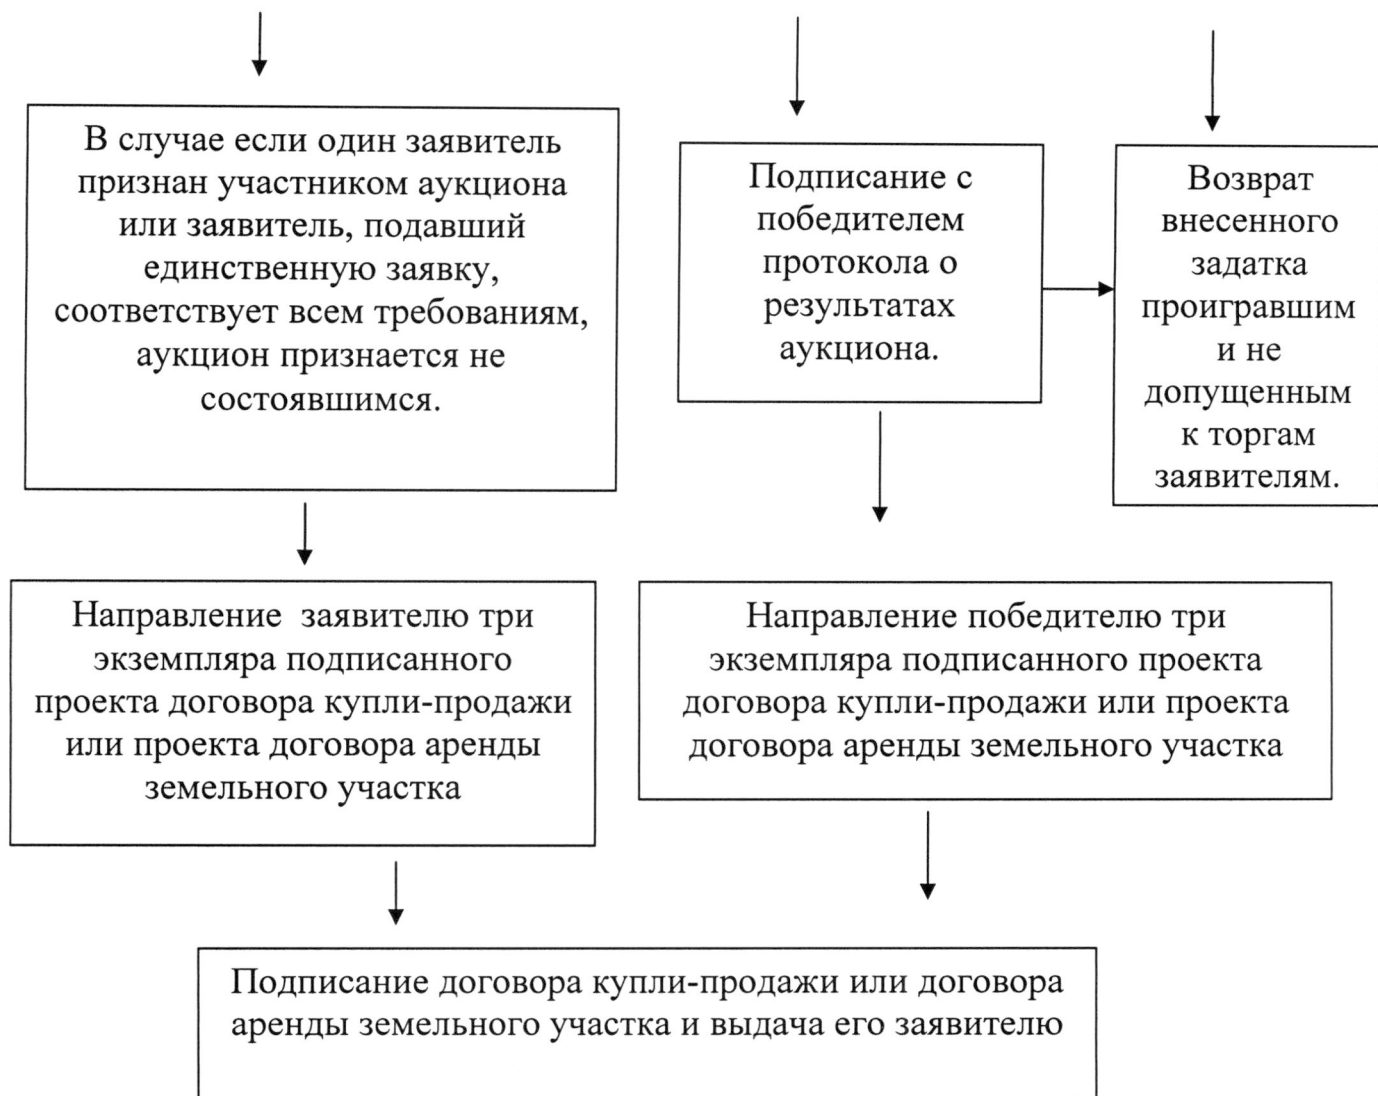 В случае если один заявитель
признан участником аукциона
или заявитель, подавший
единственную заявку,
соответствует всем требованиям,
аукцион признается не
состоявшимся.
Подписание с
победителем
протокола о
результатах
аукциона.
Возврат
внесенного
задатка
проигравшим
и не
допущенным
к торгам
заявителям.
Направление заявителю три
экземпляра подписанного
проекта договора купли-продажи
или проекта договора аренды
земельного участка
Направление победителю три
экземпляра подписанного проекта
договора купли-продажи или проекта
договора аренды земельного участка
Подписание договора купли-продажи или договора
аренды земельного участка и выдача его заявителю